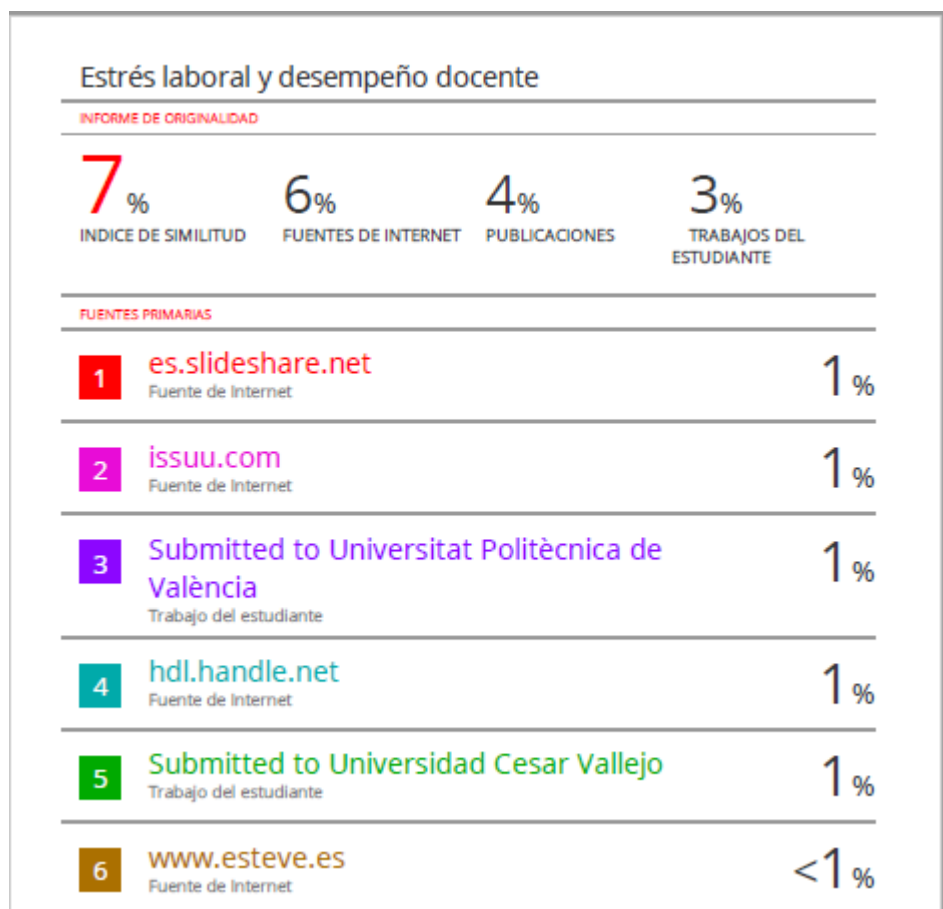 Estrés laboral y desempeño docente
INFORME DE ORIGINALIDAD
7% 6% 4% 3%
INDICE DE SIMILITUD FUENTES DE INTERNET PUBLICACIONES TRABAJOS DEL
ESTUDIANTE
FUENTES PRIMARIAS
1 es.slideshare.net 1%
Fuente de Internet
2 issuu.com 1%
Fuente de Internet
3 Submitted to Universitat Politècnica de 1%
València
Trabajo del estudiante
4 hdl.handle.net 1%
Fuente de Internet
5 Submitted to Universidad Cesar Vallejo 1%
Trabajo del estudiante
6 www.esteve.es <1%
Fuente de Internet